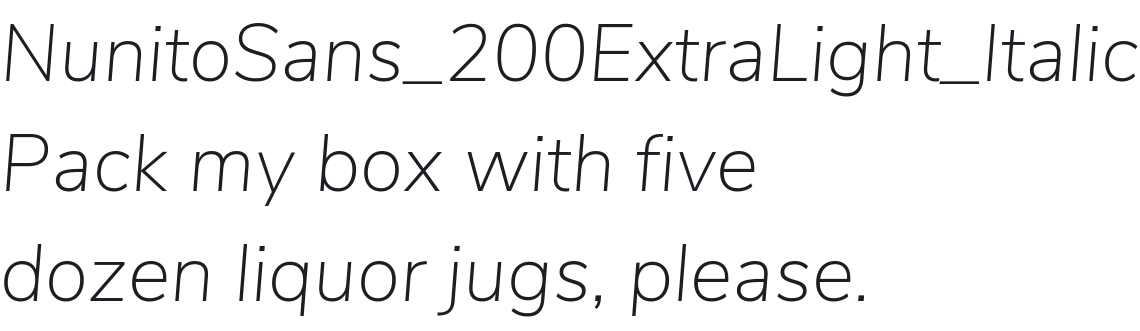 NunitoSans_200ExtraLight_Italic
Pack my box with five
dozen liquor jugs, please.